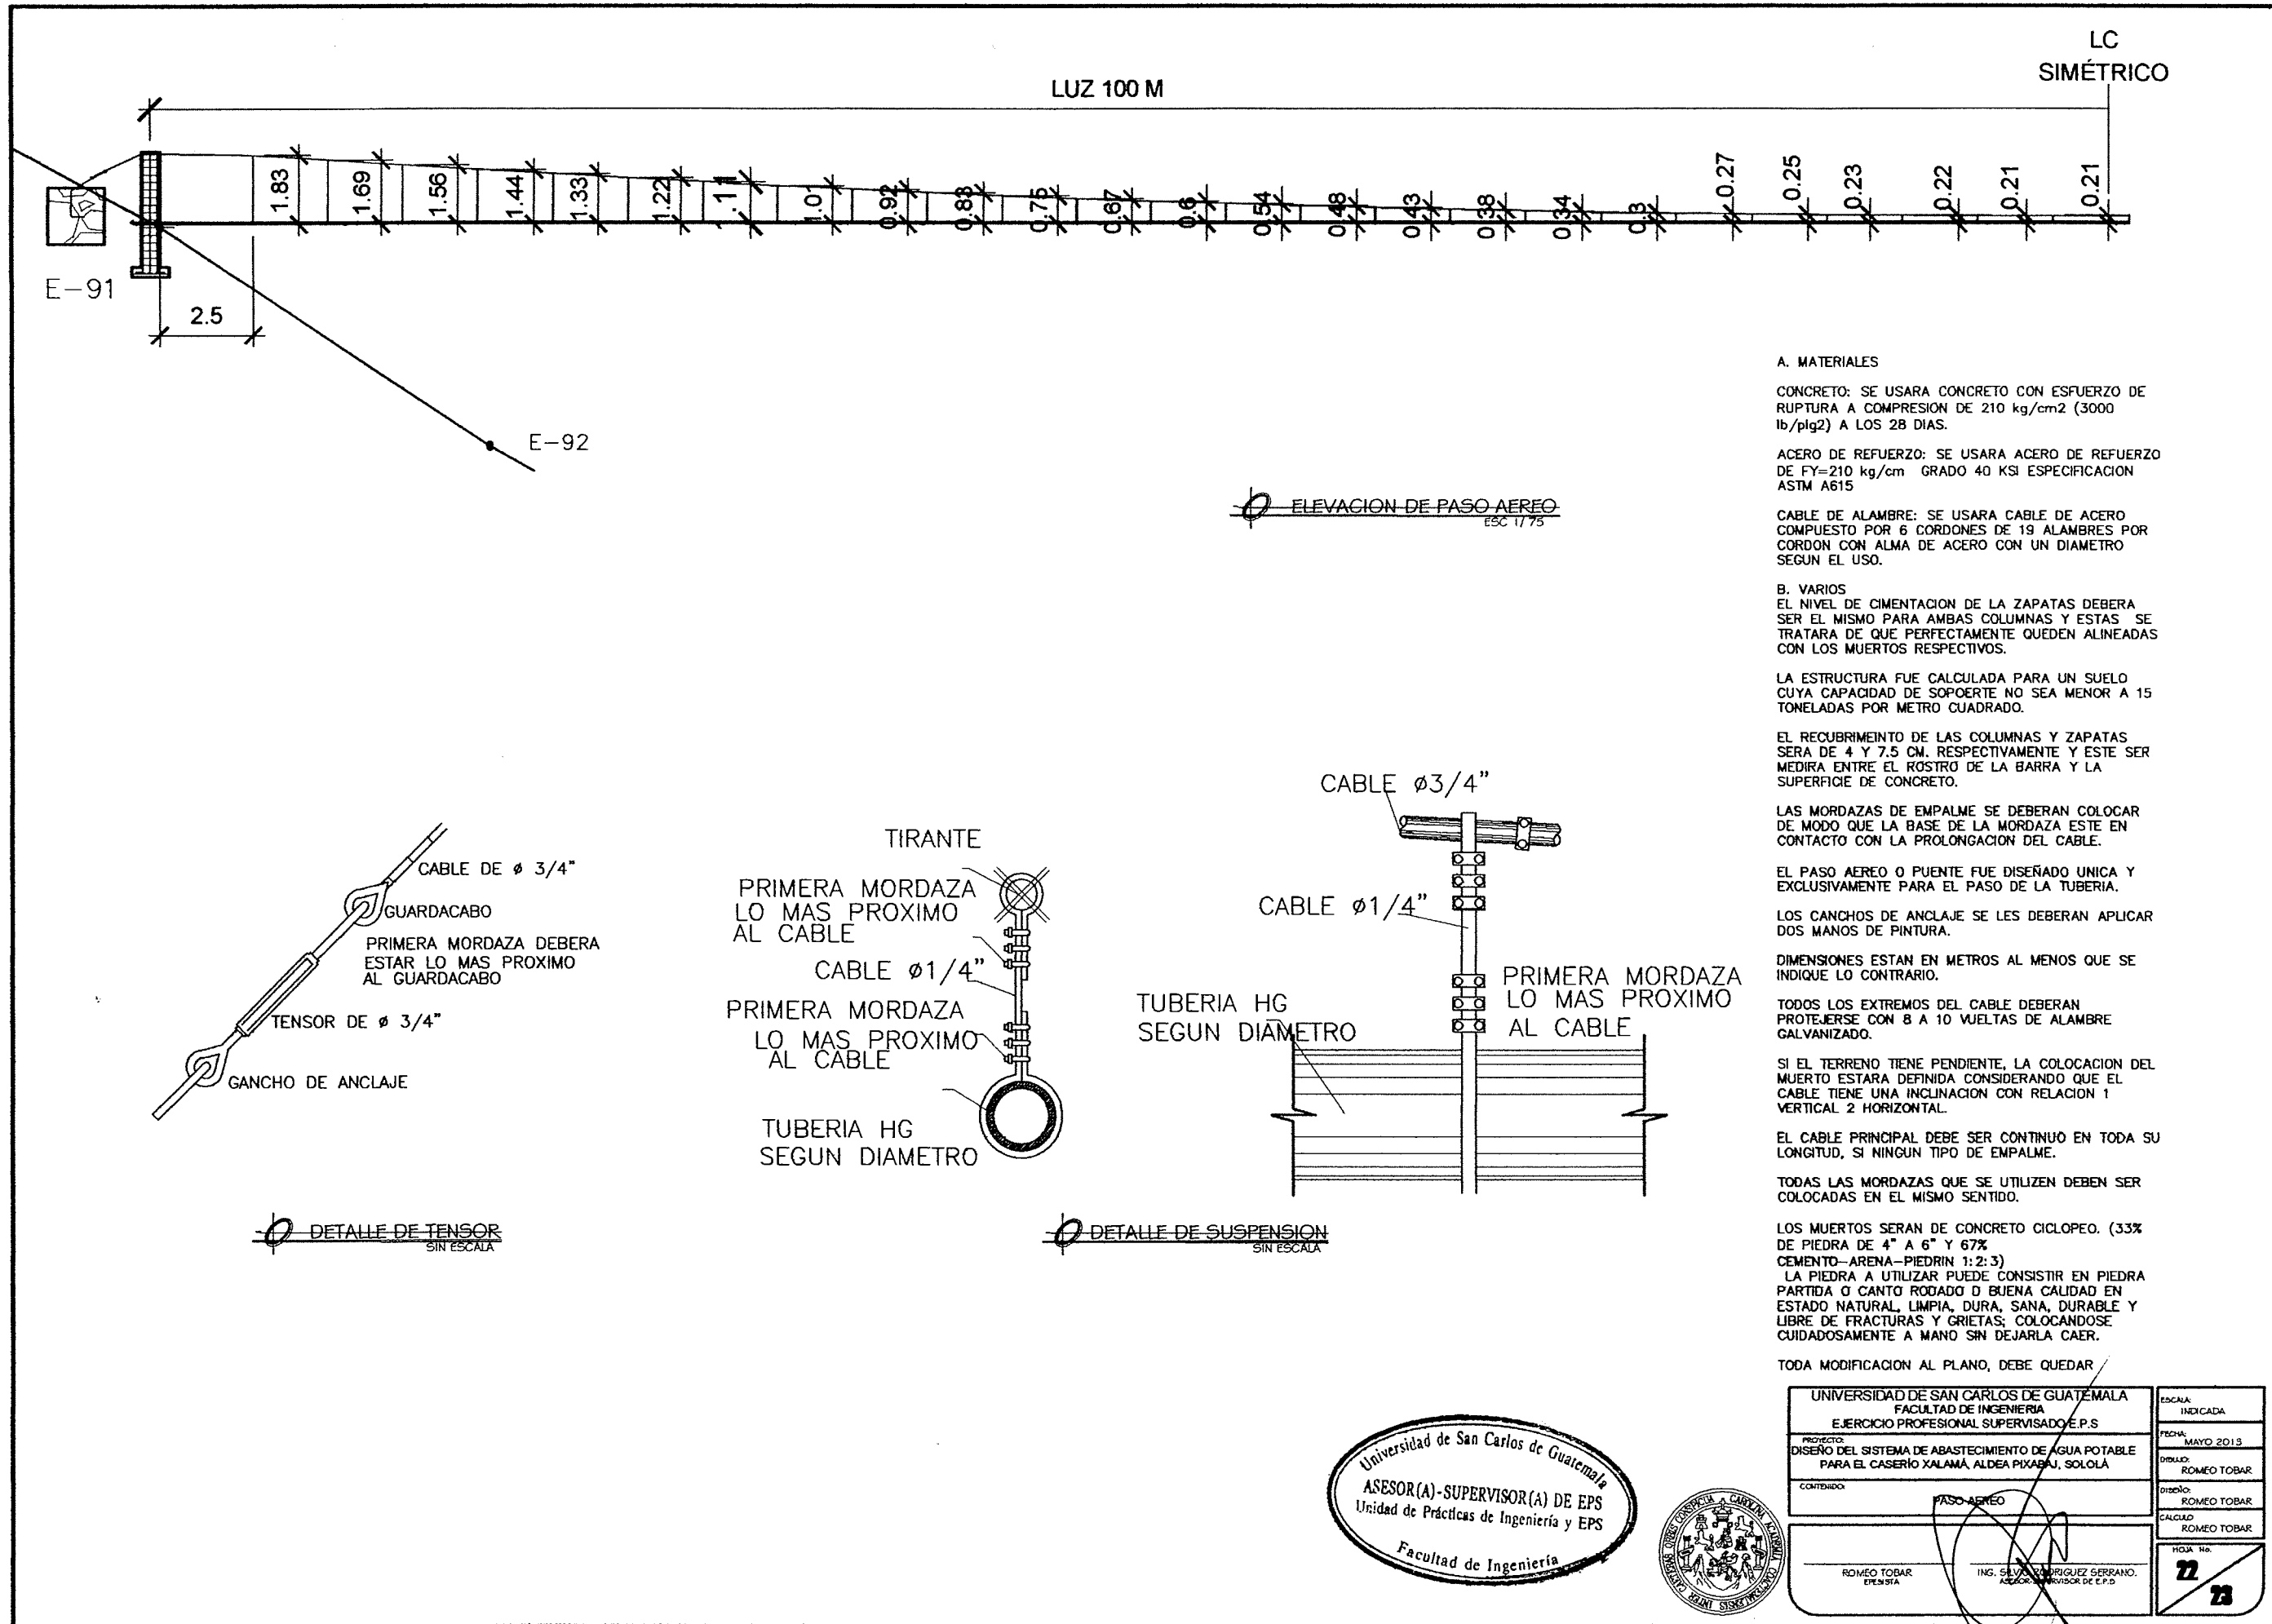 LC
SIMÉTRICO
LUZ 100 M
1.83
1.69
1.56
1.44
1.33
1.22
1.11
1.01
0.92
0.83
0.75
0.67
0.6
0.54
0.48
0.43
0.38
0.34
0.3
0.27
0.25
0.23
0.22
0.21
0.21
E-91
2.5
E-92
ELEVACION DE PASO AEREO
ESC 1/75
A. MATERIALES
CONCRETO: SE USARA CONCRETO CON ESFUERZO DE
RUPTURA A COMPRESION DE 210 kg/cm2 (3000
lb/plg2) A LOS 28 DIAS.
ACERO DE REFUERZO: SE USARA ACERO DE REFUERZO
DE FY=210 kg/cm GRADO 40 KSI ESPECIFICACION
ASTM A615
CABLE DE ALAMBRE: SE USARA CABLE DE ACERO
COMPUESTO POR 6 CORDONES DE 19 ALAMBRES POR
CORDON CON ALMA DE ACERO CON UN DIAMETRO
SEGUN EL USO.
B. VARIOS
EL NIVEL DE CIMENTACION DE LA ZAPATAS DEBERA
SER EL MISMO PARA AMBAS COLUMNAS Y ESTAS SE
TRATARA DE QUE PERFECTAMENTE QUEDEN ALINEADAS
CON LOS MUERTOS RESPECTIVOS.
LA ESTRUCTURA FUE CALCULADA PARA UN SUELO
CUYA CAPACIDAD DE SOPOERTE NO SEA MENOR A 15
TONELADAS POR METRO CUADRADO.
EL RECUBRIMEINTO DE LAS COLUMNAS Y ZAPATAS
SERA DE 4 Y 7.5 CM. RESPECTIVAMENTE Y ESTE SER
MEDIRA ENTRE EL ROSTRO DE LA BARRA Y LA
SUPERFICIE DE CONCRETO.
LAS MORDAZAS DE EMPALME SE DEBERAN COLOCAR
DE MODO QUE LA BASE DE LA MORDAZA ESTE EN
CONTACTO CON LA PROLONGACION DEL CABLE.
EL PASO AEREO O PUENTE FUE DISEÑADO UNICA Y
EXCLUSIVAMENTE PARA EL PASO DE LA TUBERIA.
LOS CANCHOS DE ANCLAJE SE LES DEBERAN APLICAR
DOS MANOS DE PINTURA.
DIMENSIONES ESTAN EN METROS AL MENOS QUE SE
INDIQUE LO CONTRARIO.
TODOS LOS EXTREMOS DEL CABLE DEBERAN
PROTEJERSE CON 8 A 10 VUELTAS DE ALAMBRE
GALVANIZADO.
SI EL TERRENO TIENE PENDIENTE, LA COLOCACION DEL
MUERTO ESTARA DEFINIDA CONSIDERANDO QUE EL
CABLE TIENE UNA INCLINACION CON RELACION 1
VERTICAL 2 HORIZONTAL.
EL CABLE PRINCIPAL DEBE SER CONTINUO EN TODA SU
LONGITUD, SI NINGUN TIPO DE EMPALME.
TODAS LAS MORDAZAS QUE SE UTILIZEN DEBEN SER
COLOCADAS EN EL MISMO SENTIDO.
LOS MUERTOS SERAN DE CONCRETO CICLOPEO. (33%
DE PIEDRA DE 4" A 6" Y 67%
CEMENTO-ARENA-PIEDRIN 1:2:3)
LA PIEDRA A UTILIZAR PUEDE CONSISTIR EN PIEDRA
PARTIDA O CANTO RODADO D BUENA CALIDAD EN
ESTADO NATURAL, LIMPIA, DURA, SANA, DURABLE Y
LIBRE DE FRACTURAS Y GRIETAS; COLOCANDOSE
CUIDADOSAMENTE A MANO SIN DEJARLA CAER.
TODA MODIFICACION AL PLANO, DEBE QUEDAR
CABLE DE ø 3/4"
GUARDACABO
PRIMERA MORDAZA DEBERA
ESTAR LO MAS PROXIMO
AL GUARDACABO
TENSOR DE ø 3/4"
GANCHO DE ANCLAJE
DETALLE DE TENSOR
SIN ESCALA
TIRANTE
PRIMERA MORDAZA
LO MAS PROXIMO
AL CABLE
CABLE ø1/4"
PRIMERA MORDAZA
LO MAS PROXIMO
AL CABLE
TUBERIA HG
SEGUN DIAMETRO
CABLE ø3/4"
CABLE ø1/4"
TUBERIA HG
SEGUN DIAMETRO
PRIMERA MORDAZA
LO MAS PROXIMO
AL CABLE
DETALLE DE SUSPENSION
SIN ESCALA
Universidad de San Carlos de Guatemala
ASESOR(A)-SUPERVISOR(A) DE EPS
Unidad de Prácticas de Ingeniería y EPS
Facultad de Ingeniería
UNIVERSIDAD DE SAN CARLOS DE GUATEMALA
FACULTAD DE INGENIERIA
EJERCICIO PROFESIONAL SUPERVISADO E.P.S
PROYECTO:
DISEÑO DEL SISTEMA DE ABASTECIMIENTO DE AGUA POTABLE
PARA EL CASERÍO XALAMÁ, ALDEA PIXABAJ, SOLOLÁ
CONTENIDO:
PASO AEREO
ROMEO TOBAR
EPESISTA
ING. SILVIO RODRIGUEZ SERRANO.
ASESOR-SUPERVISOR DE E.P.S
ESCALA:
INDICADA
FECHA:
MAYO 2013
DIBUJO:
ROMEO TOBAR
DISEÑO:
ROMEO TOBAR
CALCULO
ROMEO TOBAR
HOJA No.
22
23